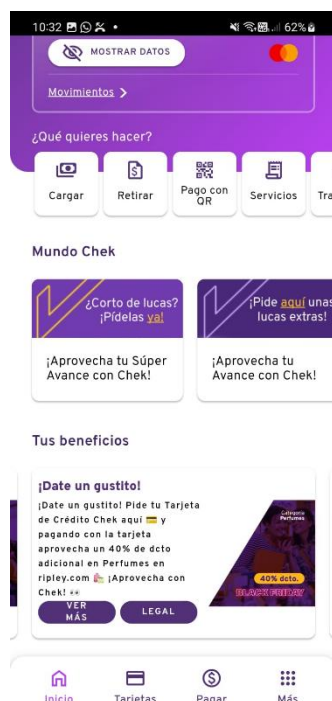 10:32
62%
MOSTRAR DATOS
Movimientos >
¿Qué quieres hacer?
Cargar
Retirar
Pago con
QR
Servicios
Tra
Mundo Chek
¿Corto de lucas?
¡Pídelas ya!
¡Aprovecha tu Súper
Avance con Chek!
¡Pide aquí unas
lucas extras!
¡Aprovecha tu
Avance con Chek!
Tus beneficios
¡Date un gustito!
¡Date un gustito! Pide tu Tarjeta
de Crédito Chek aquí 💳 y
pagando con la tarjeta
aprovecha un 40% de dcto
adicional en Perfumes en
ripley.com 🛍️ ¡Aprovecha con
Chek! 👀
VER
MÁS
LEGAL
Categoría
Perfumes
40% dcto.
BLACK FRIDAY
Inicio
Tarjetas
Pagar
Más